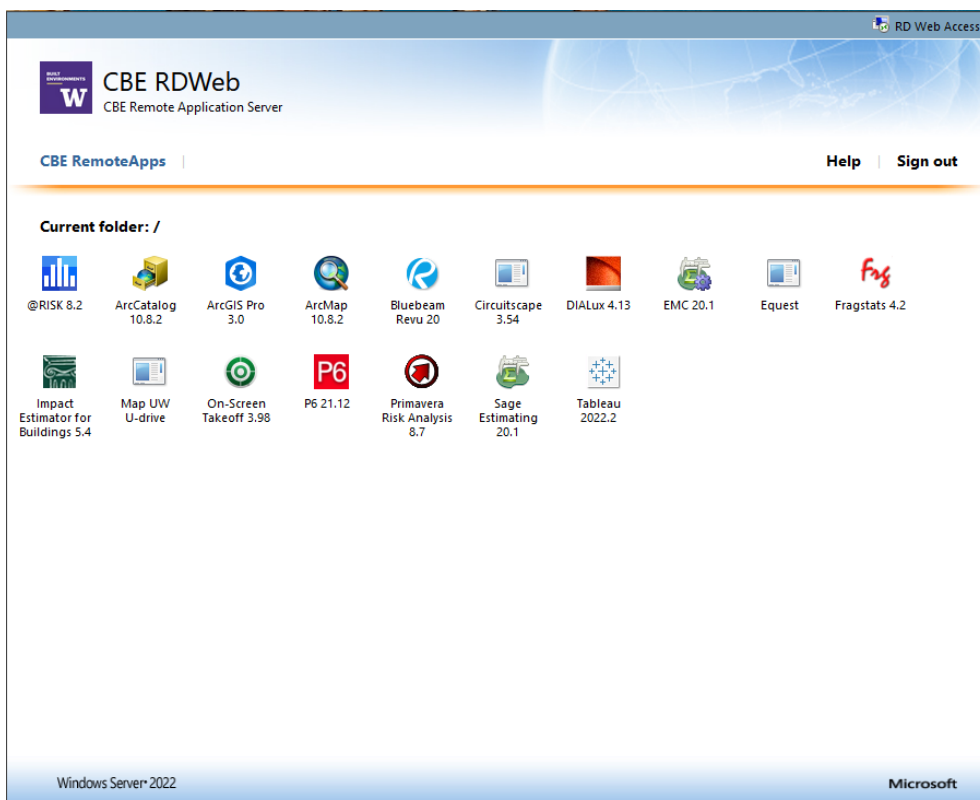 RD Web Access
BUILT
ENVIRONMENTS
W
CBE RDWeb
CBE Remote Application Server
CBE RemoteApps
Help
Sign out
Current folder: /
@RISK 8.2
ArcCatalog
10.8.2
ArcGIS Pro
3.0
ArcMap
10.8.2
Bluebeam
Revu 20
Circuitscape
3.54
DIALux 4.13
EMC 20.1
Equest
Frg
Fragstats 4.2
Impact
Estimator for
Buildings 5.4
Map UW
U-drive
On-Screen
Takeoff 3.98
P6
P6 21.12
Primavera
Risk Analysis
8.7
Sage
Estimating
20.1
Tableau
2022.2
Windows Server 2022
Microsoft